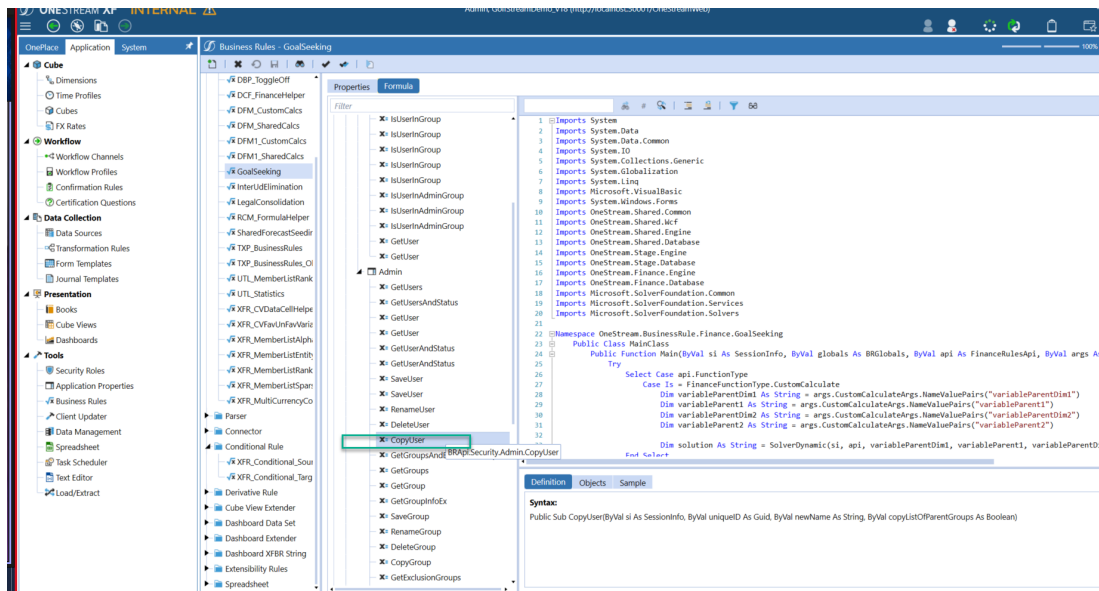 ONESTREAM XF INTERNAL
Admin, GolfStreamDemo_V18 (http://localhost:50001/OneStreamWeb)
OnePlace Application System
Business Rules - GoalSeeking
100%
Cube
Dimensions
Time Profiles
Cubes
FX Rates
Workflow
Workflow Channels
Workflow Profiles
Confirmation Rules
Certification Questions
Data Collection
Data Sources
Transformation Rules
Form Templates
Journal Templates
Presentation
Books
Cube Views
Dashboards
Tools
Security Roles
Application Properties
Business Rules
Client Updater
Data Management
Spreadsheet
Task Scheduler
Text Editor
Load/Extract
DBP_ToggleOff
DCF_FinanceHelper
DFM_CustomCalcs
DFM_SharedCalcs
DFM1_CustomCalcs
DFM1_SharedCalcs
GoalSeeking
InterUdElimination
LegalConsolidation
RCM_FormulaHelper
SharedForecastSeedir
TXP_BusinessRules
TXP_BusinessRules_Ol
UTL_MemberListRank
UTL_Statistics
XFR_CVDataCellHelpe
XFR_CVFavUnFavVaria
XFR_MemberListAlpha
XFR_MemberListEntity
XFR_MemberListRank
XFR_MemberListSpars
XFR_MultiCurrencyCo
Parser
Connector
Conditional Rule
XFR_Conditional_Sour
XFR_Conditional_Targ
Derivative Rule
Cube View Extender
Dashboard Data Set
Dashboard Extender
Dashboard XFBR String
Extensibility Rules
Spreadsheet
Properties Formula
Filter
IsUserInGroup
IsUserInGroup
IsUserInGroup
IsUserInGroup
IsUserInGroup
IsUserInAdminGroup
IsUserInAdminGroup
IsUserInAdminGroup
GetUser
GetUser
Admin
GetUsers
GetUsersAndStatus
GetUser
GetUser
GetUserAndStatus
GetUserAndStatus
SaveUser
SaveUser
RenameUser
DeleteUser
CopyUser
BRApi.Security.Admin.CopyUser
GetGroupsAndE
GetGroups
GetGroup
GetGroupInfoEx
SaveGroup
RenameGroup
DeleteGroup
CopyGroup
GetExclusionGroups
1 Imports System
2 Imports System.Data
3 Imports System.Data.Common
4 Imports System.IO
5 Imports System.Collections.Generic
6 Imports System.Globalization
7 Imports System.Linq
8 Imports Microsoft.VisualBasic
9 Imports System.Windows.Forms
10 Imports OneStream.Shared.Common
11 Imports OneStream.Shared.Wcf
12 Imports OneStream.Shared.Engine
13 Imports OneStream.Shared.Database
14 Imports OneStream.Stage.Engine
15 Imports OneStream.Stage.Database
16 Imports OneStream.Finance.Engine
17 Imports OneStream.Finance.Database
18 Imports Microsoft.SolverFoundation.Common
19 Imports Microsoft.SolverFoundation.Services
20 Imports Microsoft.SolverFoundation.Solvers
21
22 Namespace OneStream.BusinessRule.Finance.GoalSeeking
23 Public Class MainClass
24 Public Function Main(ByVal si As SessionInfo, ByVal globals As BRGlobals, ByVal api As FinanceRulesApi, ByVal args As
25 Try
26 Select Case api.FunctionType
27 Case Is = FinanceFunctionType.CustomCalculate
28 Dim variableParentDim1 As String = args.CustomCalculateArgs.NameValuePairs("variableParentDim1")
29 Dim variableParent1 As String = args.CustomCalculateArgs.NameValuePairs("variableParent1")
30 Dim variableParentDim2 As String = args.CustomCalculateArgs.NameValuePairs("variableParentDim2")
31 Dim variableParent2 As String = args.CustomCalculateArgs.NameValuePairs("variableParent2")
32
33 Dim solution As String = SolverDynamic(si, api, variableParentDim1, variableParent1, variableParentDi
End Select
Definition Objects Sample
Syntax:
Public Sub CopyUser(ByVal si As SessionInfo, ByVal uniqueID As Guid, ByVal newName As String, ByVal copyListOfParentGroups As Boolean)